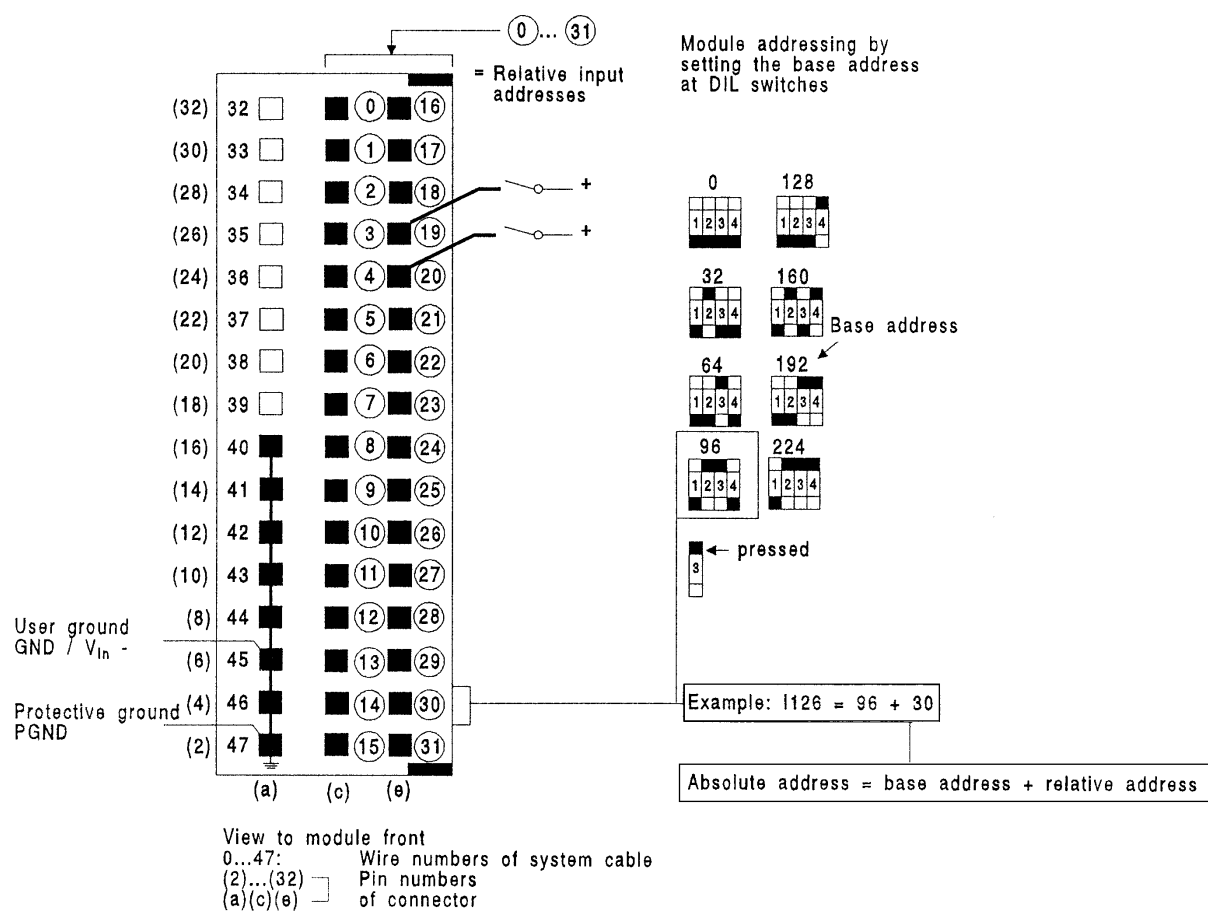 0 ... 31
= Relative input
addresses
Module addressing by
setting the base address
at DIL switches
(32) 32 0 16
(30) 33 1 17
(28) 34 2 18
(26) 35 3 19
(24) 36 4 20
(22) 37 5 21
(20) 38 6 22
(18) 39 7 23
(16) 40 8 24
(14) 41 9 25
(12) 42 10 26
(10) 43 11 27
(8) 44 12 28
(6) 45 13 29
(4) 46 14 30
(2) 47 15 31
+
+
User ground
GND / VIn -
Protective ground
PGND
(a) (c) (e)
0 128
1 2 3 4 1 2 3 4
32 160
1 2 3 4 1 2 3 4
Base address
64 192
1 2 3 4 1 2 3 4
96 224
1 2 3 4 1 2 3 4
pressed
3
Example: I126 = 96 + 30
Absolute address = base address + relative address
View to module front
0...47: Wire numbers of system cable
(2)...(32) Pin numbers
(a)(c)(e) of connector